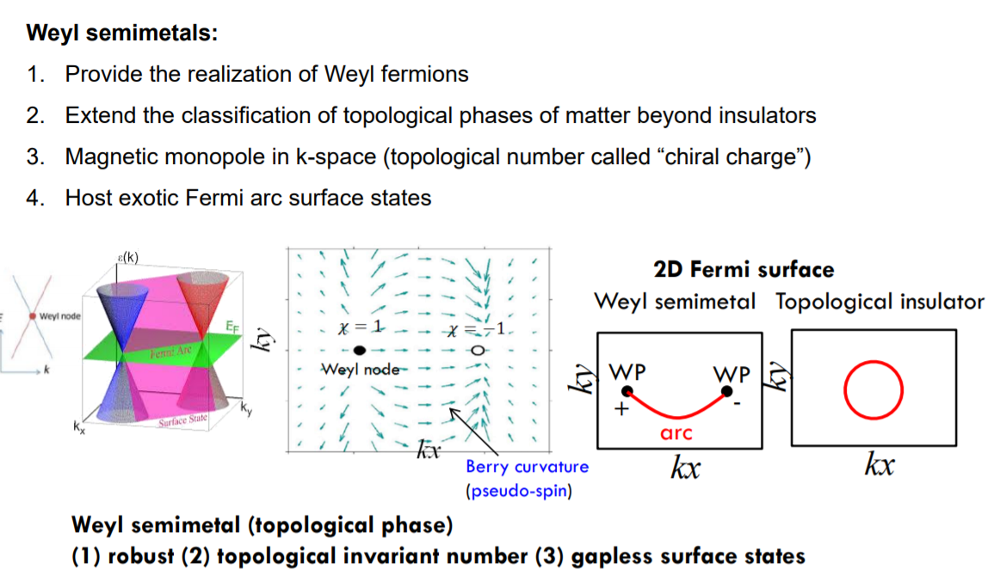 Weyl semimetals:
1. Provide the realization of Weyl fermions
2. Extend the classification of topological phases of matter beyond insulators
3. Magnetic monopole in k-space (topological number called “chiral charge”)
4. Host exotic Fermi arc surface states
ε(k)
Weyl node
k
E_F
Fermi Arc
Surface State
k_x
k_y
ky
χ = 1
χ = −1
Weyl node
kx
Berry curvature
(pseudo-spin)
2D Fermi surface
Weyl semimetal Topological insulator
ky
WP
WP
+
-
arc
kx
ky
kx
Weyl semimetal (topological phase)
(1) robust (2) topological invariant number (3) gapless surface states